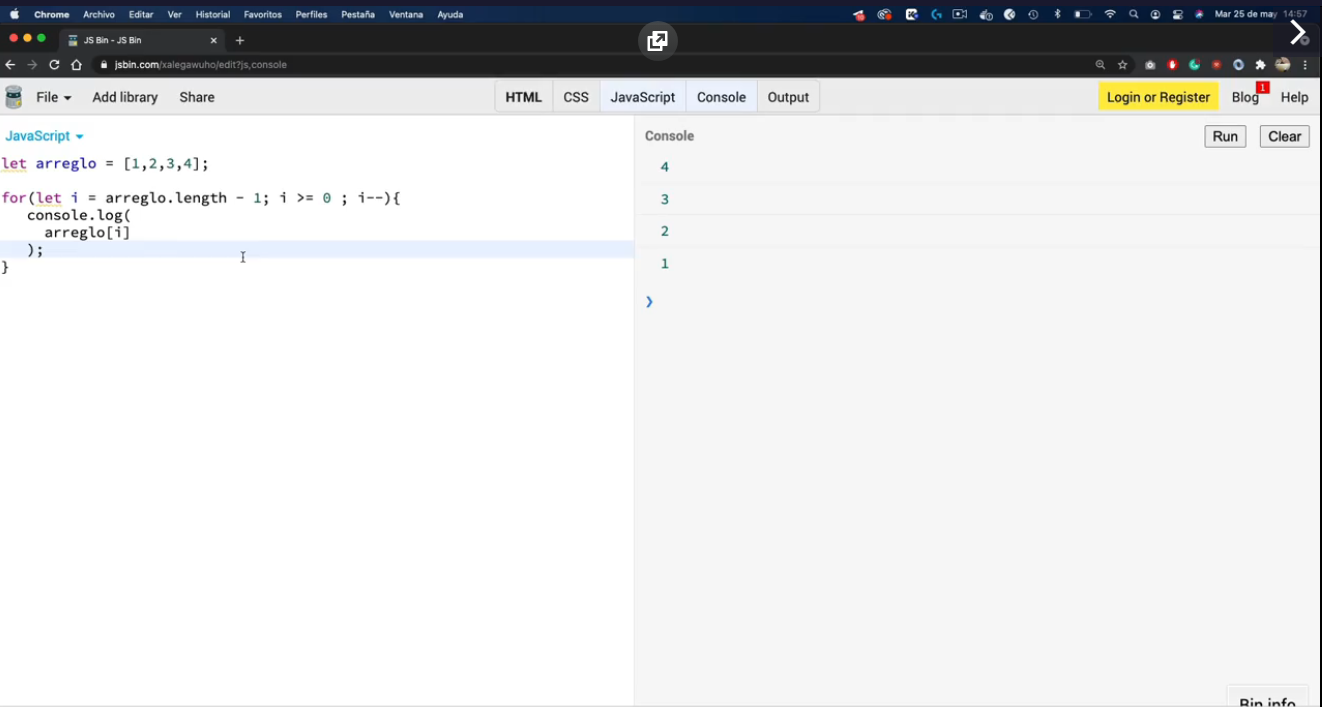 Chrome Archivo Editar Ver Historial Favoritos Perfiles Pestaña Ventana Ayuda Mar 25 de may 14:57
JS Bin - JS Bin
jsbin.com/xalegawuho/edit?js,console
File Add library Share HTML CSS JavaScript Console Output Login or Register Blog 1 Help
JavaScript
let arreglo = [1,2,3,4];
for(let i = arreglo.length - 1; i >= 0 ; i--){
console.log(
arreglo[i]
);
}
Console Run Clear
4
3
2
1
Bin info